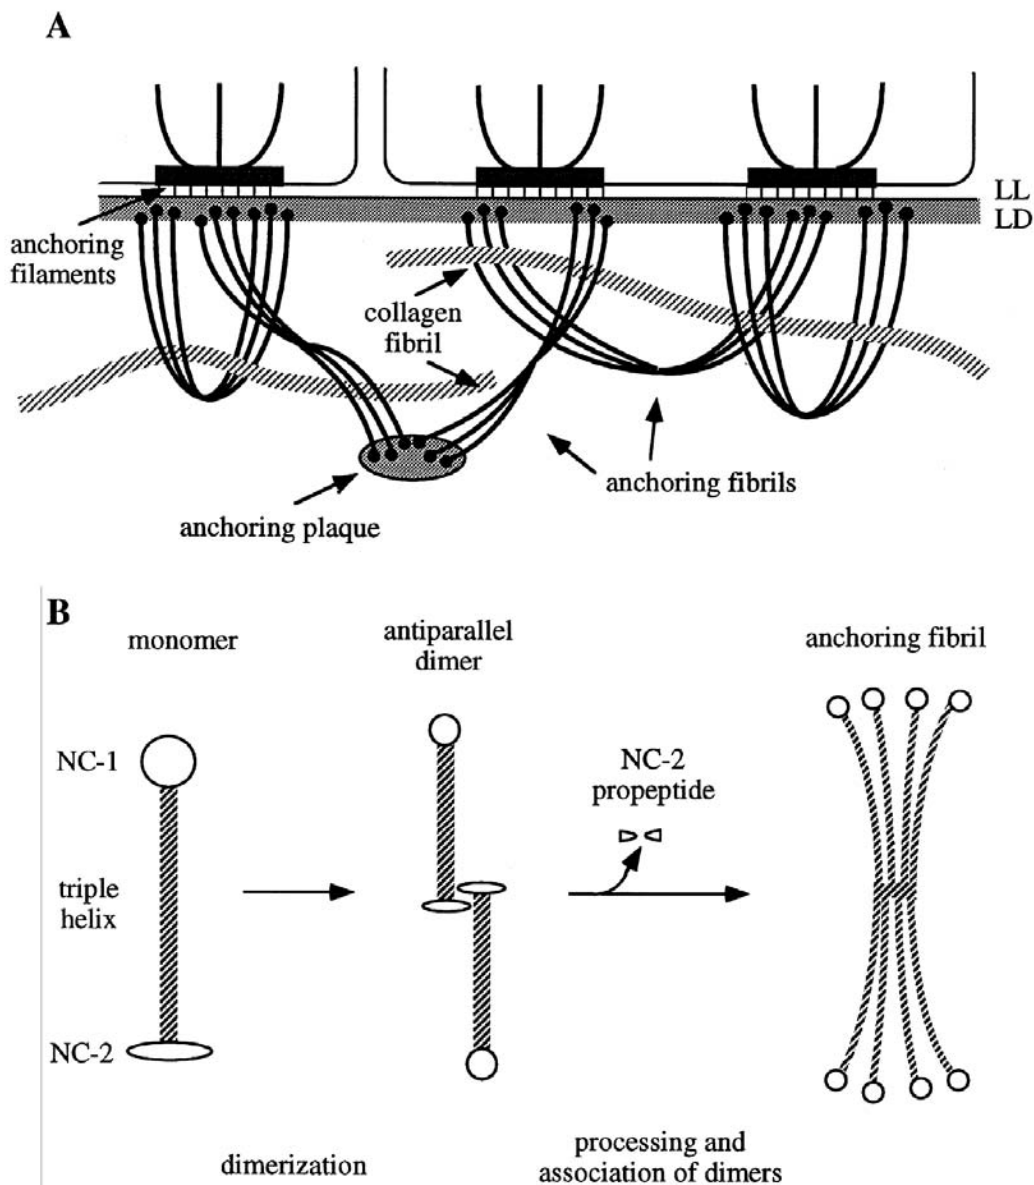 A
LL
LD
anchoring
filaments
collagen
fibril
anchoring fibrils
anchoring plaque
B
monomer
antiparallel
dimer
anchoring fibril
NC-1
NC-2
propeptide
triple
helix
NC-2
dimerization
processing and
association of dimers